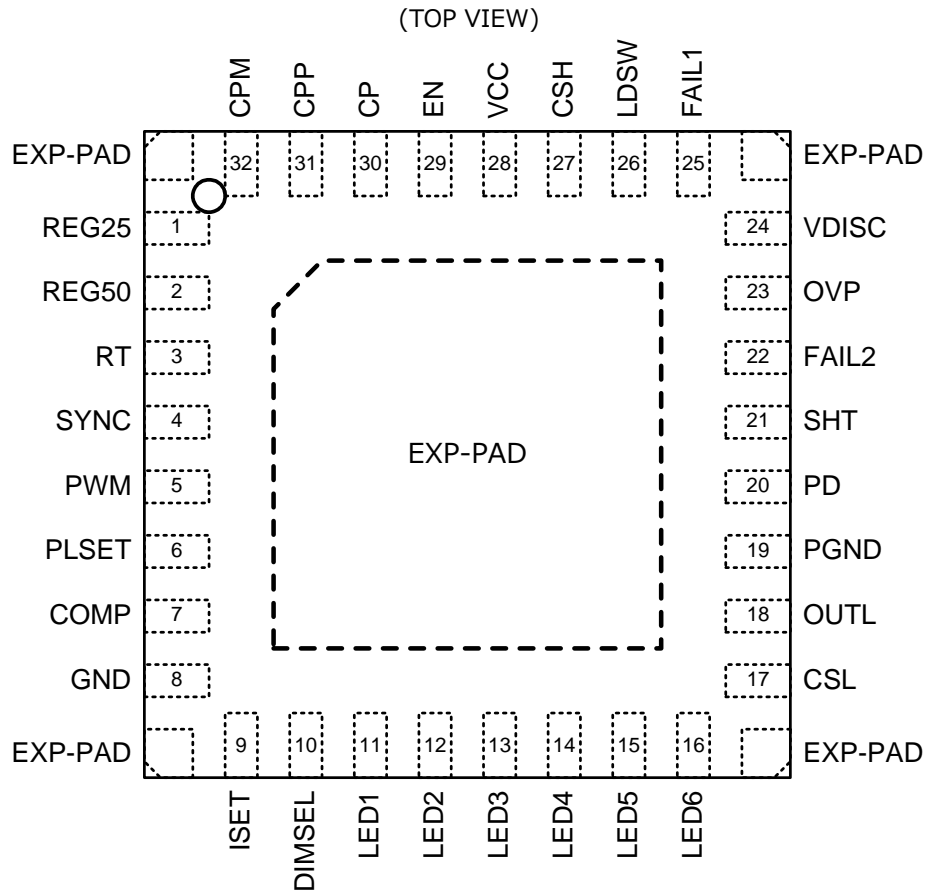 (TOP VIEW)
CPM
CPP
CP
EN
VCC
CSH
LDSW
FAIL1
EXP-PAD
32
31
30
29
28
27
26
25
EXP-PAD
REG25
1
24
VDISC
REG50
2
23
OVP
RT
3
22
FAIL2
SYNC
4
21
SHT
EXP-PAD
PWM
5
20
PD
PLSET
6
19
PGND
COMP
7
18
OUTL
GND
8
17
CSL
EXP-PAD
9
10
11
12
13
14
15
16
EXP-PAD
ISET
DIMSEL
LED1
LED2
LED3
LED4
LED5
LED6